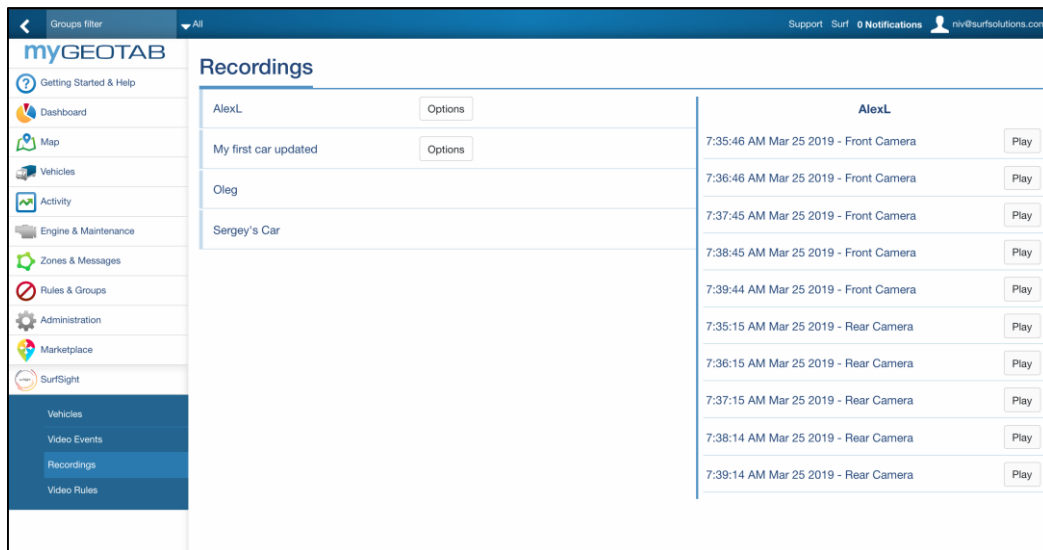 Groups filter
All
Support Surf 0 Notifications niv@surfsolutions.com
myGEOTAB
Getting Started & Help
Dashboard
Map
Vehicles
Activity
Engine & Maintenance
Zones & Messages
Rules & Groups
Administration
Marketplace
SurfSight
Vehicles
Video Events
Recordings
Video Rules
Recordings
AlexL Options
My first car updated Options
Oleg
Sergey's Car
AlexL
7:35:46 AM Mar 25 2019 - Front Camera Play
7:36:46 AM Mar 25 2019 - Front Camera Play
7:37:45 AM Mar 25 2019 - Front Camera Play
7:38:45 AM Mar 25 2019 - Front Camera Play
7:39:44 AM Mar 25 2019 - Front Camera Play
7:35:15 AM Mar 25 2019 - Rear Camera Play
7:36:15 AM Mar 25 2019 - Rear Camera Play
7:37:15 AM Mar 25 2019 - Rear Camera Play
7:38:14 AM Mar 25 2019 - Rear Camera Play
7:39:14 AM Mar 25 2019 - Rear Camera Play